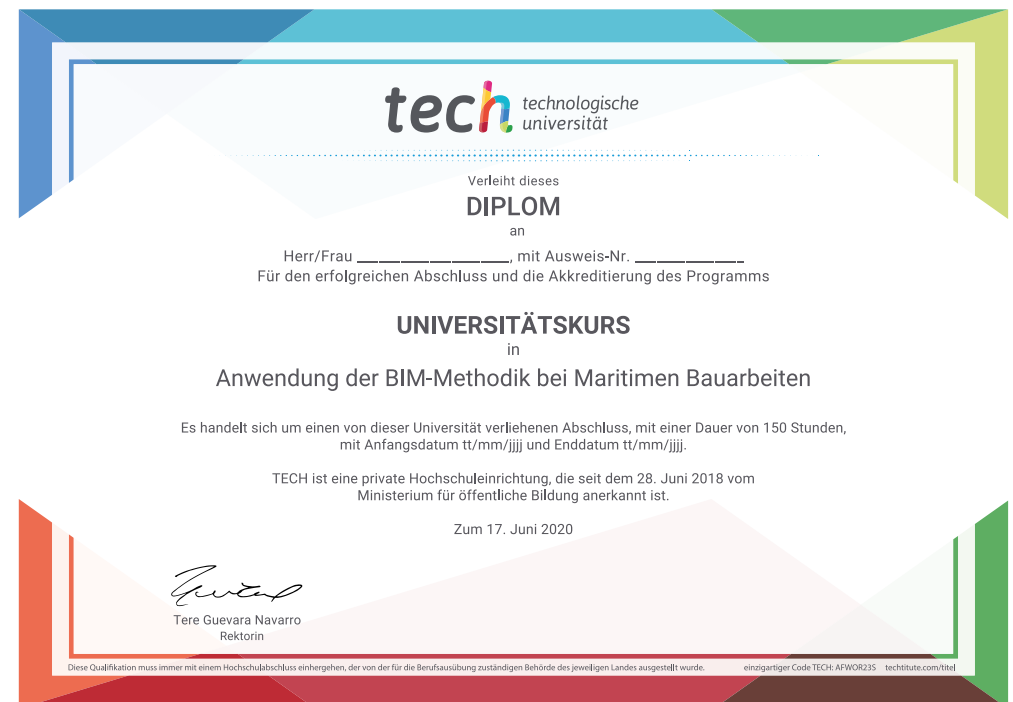 tech technologische
universität
Verleiht dieses
DIPLOM
an
Herr/Frau ____________________, mit Ausweis-Nr. ______________
Für den erfolgreichen Abschluss und die Akkreditierung des Programms
UNIVERSITÄTSKURS
in
Anwendung der BIM-Methodik bei Maritimen Bauarbeiten
Es handelt sich um einen von dieser Universität verliehenen Abschluss, mit einer Dauer von 150 Stunden,
mit Anfangsdatum tt/mm/jjjj und Enddatum tt/mm/jjjj.
TECH ist eine private Hochschuleinrichtung, die seit dem 28. Juni 2018 vom
Ministerium für öffentliche Bildung anerkannt ist.
Zum 17. Juni 2020
Tere Guevara Navarro
Rektorin
Diese Qualifikation muss immer mit einem Hochschulabschluss einhergehen, der von der für die Berufsausübung zuständigen Behörde des jeweiligen Landes ausgestellt wurde. einzigartiger Code TECH: AFWOR23S techtitute.com/titel